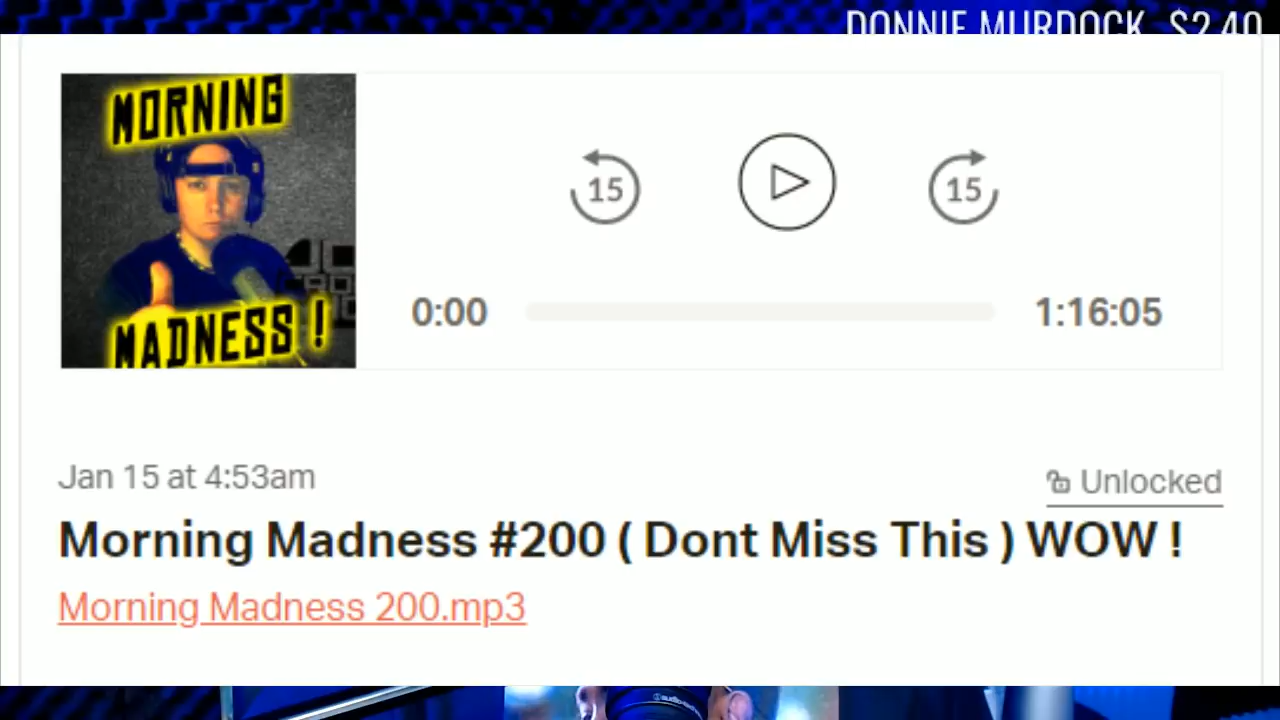 DONNIE MURDOCK $2.40
MORNING
MADNESS !
15
15
0:00
1:16:05
Jan 15 at 4:53am
Unlocked
Morning Madness #200 ( Dont Miss This ) WOW !
Morning Madness 200.mp3